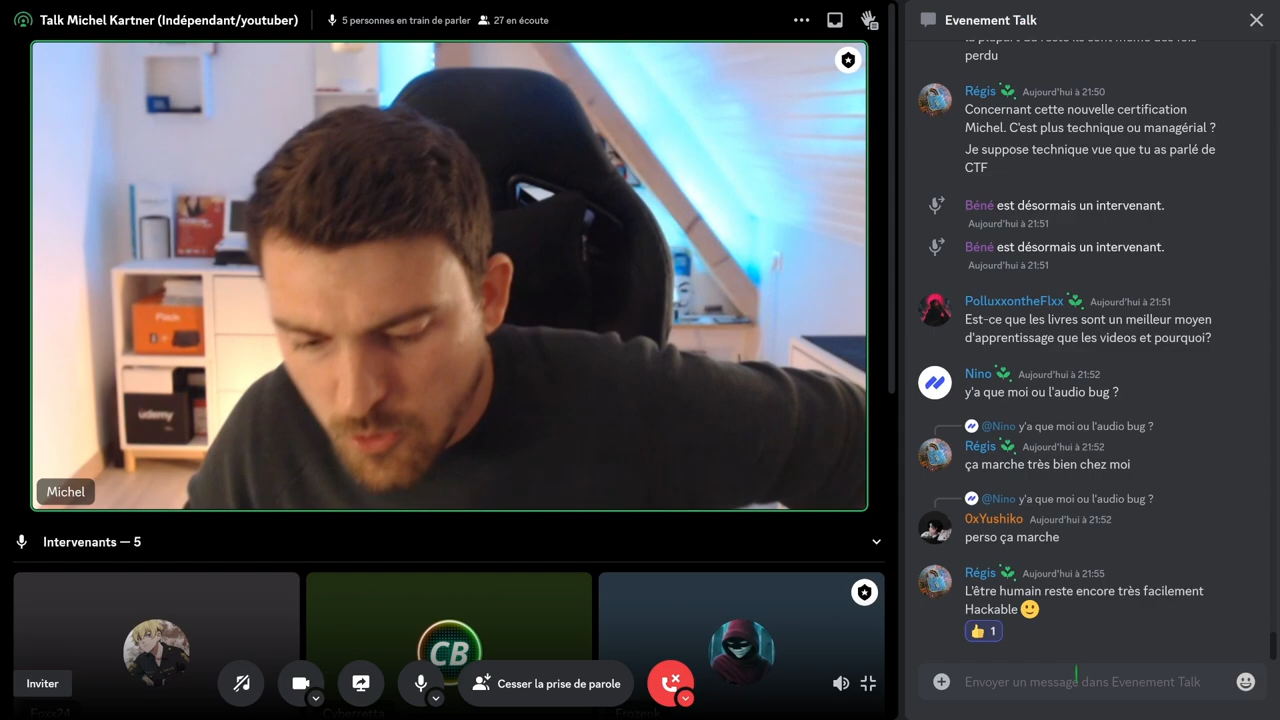 Talk Michel Kartner (Indépendant/youtuber)
5 personnes en train de parler
27 en écoute
Pack
udemy
Michel
Intervenants — 5
CB
Inviter
Cesser la prise de parole
Evenement Talk
perdu
Régis Aujourd'hui à 21:50
Concernant cette nouvelle certification
Michel. C'est plus technique ou managérial ?
Je suppose technique vue que tu as parlé de
CTF
Béné est désormais un intervenant.
Aujourd'hui à 21:51
Béné est désormais un intervenant.
Aujourd'hui à 21:51
PolluxxontheFlxx Aujourd'hui à 21:51
Est-ce que les livres sont un meilleur moyen
d'apprentissage que les videos et pourquoi?
Nino Aujourd'hui à 21:52
y'a que moi ou l'audio bug ?
@Nino y'a que moi ou l'audio bug ?
Régis Aujourd'hui à 21:52
ça marche très bien chez moi
@Nino y'a que moi ou l'audio bug ?
0xYushiko Aujourd'hui à 21:52
perso ça marche
Régis Aujourd'hui à 21:55
L'être humain reste encore très facilement
Hackable 🙂
👍 1
Envoyer un message dans Evenement Talk